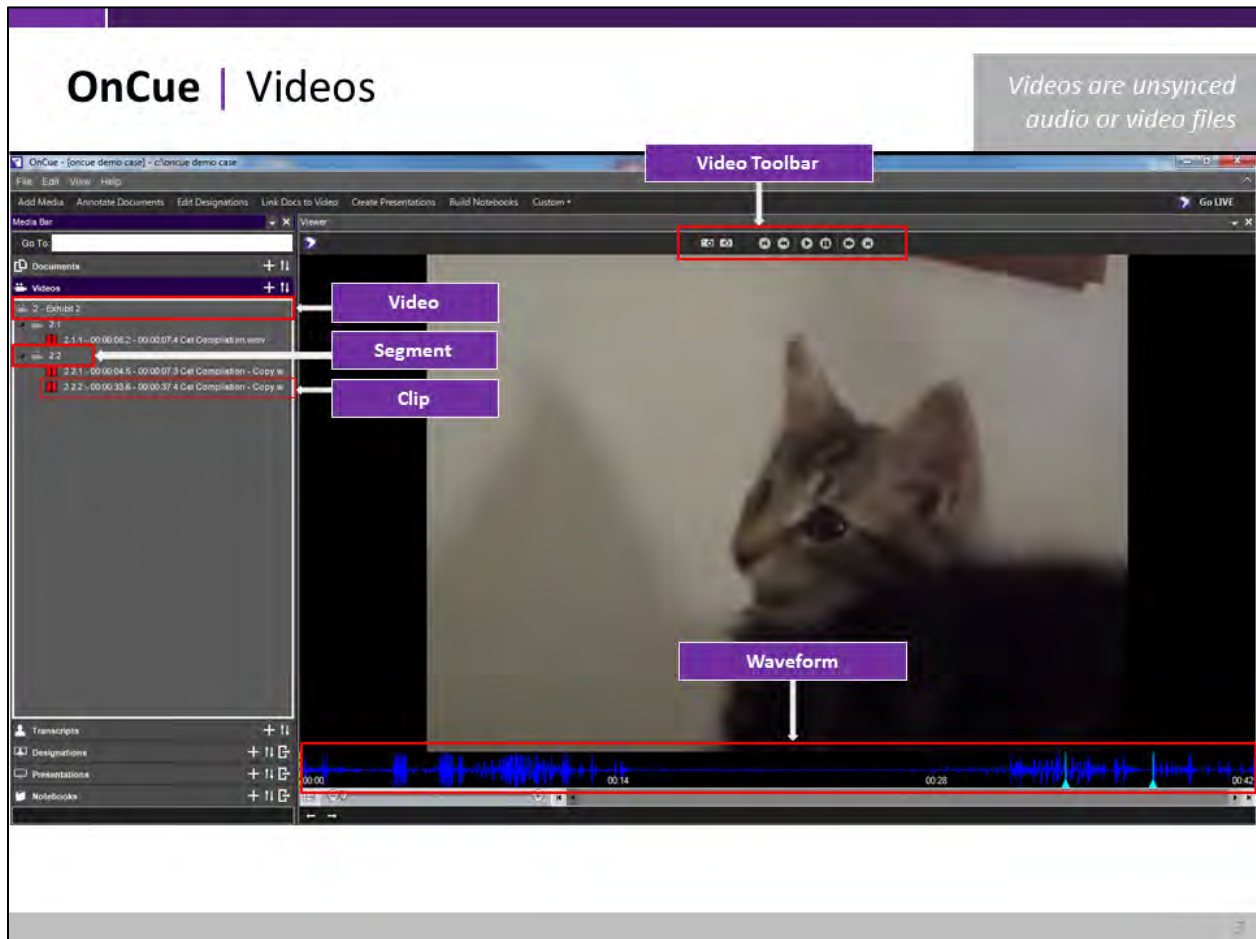 OnCue | Videos
Videos are unsynced
audio or video files
OnCue - [oncue demo case] - c:\oncue demo case
File Edit View Help
Add Media Annotate Documents Edit Designations Link Docs to Video Create Presentations Build Notebooks Custom
Go LIVE
Media Bar
Viewer
Go To:
Documents
Videos
2 - Exhibit 2
2.1
2.1.1 - 00:00:06.2 - 00:00:07.4 Cat Compilation.wmv
2.2
2.2.1 - 00:00:04.5 - 00:00:07.3 Cat Compilation - Copy.w
2.2.2 - 00:00:33.6 - 00:00:37.4 Cat Compilation - Copy.w
Video Toolbar
Video
Segment
Clip
Waveform
Transcripts
Designations
Presentations
Notebooks
00:00
00:14
00:28
00:42